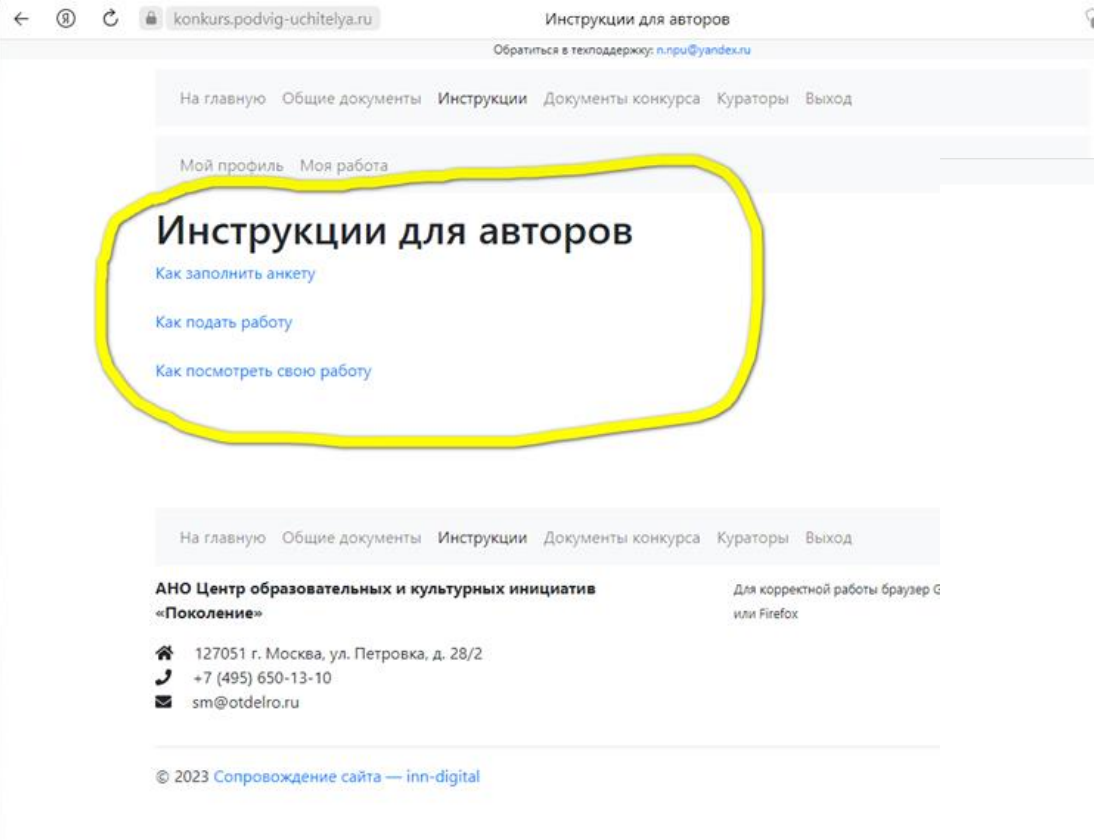 konkurs.podvig-uchitelya.ru Инструкции для авторов
Обратиться в техподдержку: n.npu@yandex.ru
На главную Общие документы Инструкции Документы конкурса Кураторы Выход
Мой профиль Моя работа
Инструкции для авторов
Как заполнить анкету
Как подать работу
Как посмотреть свою работу
На главную Общие документы Инструкции Документы конкурса Кураторы Выход
АНО Центр образовательных и культурных инициатив
«Поколение»
127051 г. Москва, ул. Петровка, д. 28/2
+7 (495) 650-13-10
sm@otdelro.ru
Для корректной работы браузер
или Firefox
© 2023 Сопровождение сайта — inn-digital